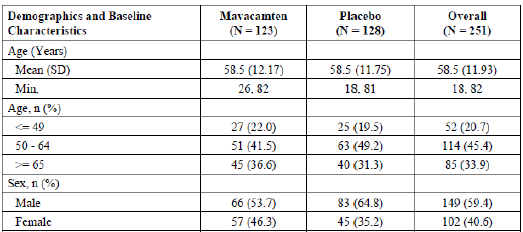 Demographics and Baseline Characteristics Mavacamten (N = 123) Placebo (N = 128) Overall (N = 251)
Age (Years)
Mean (SD) 58.5 (12.17) 58.5 (11.75) 58.5 (11.93)
Min, 26, 82 18, 81 18, 82
Age, n (%)
<= 49 27 (22.0) 25 (19.5) 52 (20.7)
50 - 64 51 (41.5) 63 (49.2) 114 (45.4)
>= 65 45 (36.6) 40 (31.3) 85 (33.9)
Sex, n (%)
Male 66 (53.7) 83 (64.8) 149 (59.4)
Female 57 (46.3) 45 (35.2) 102 (40.6)